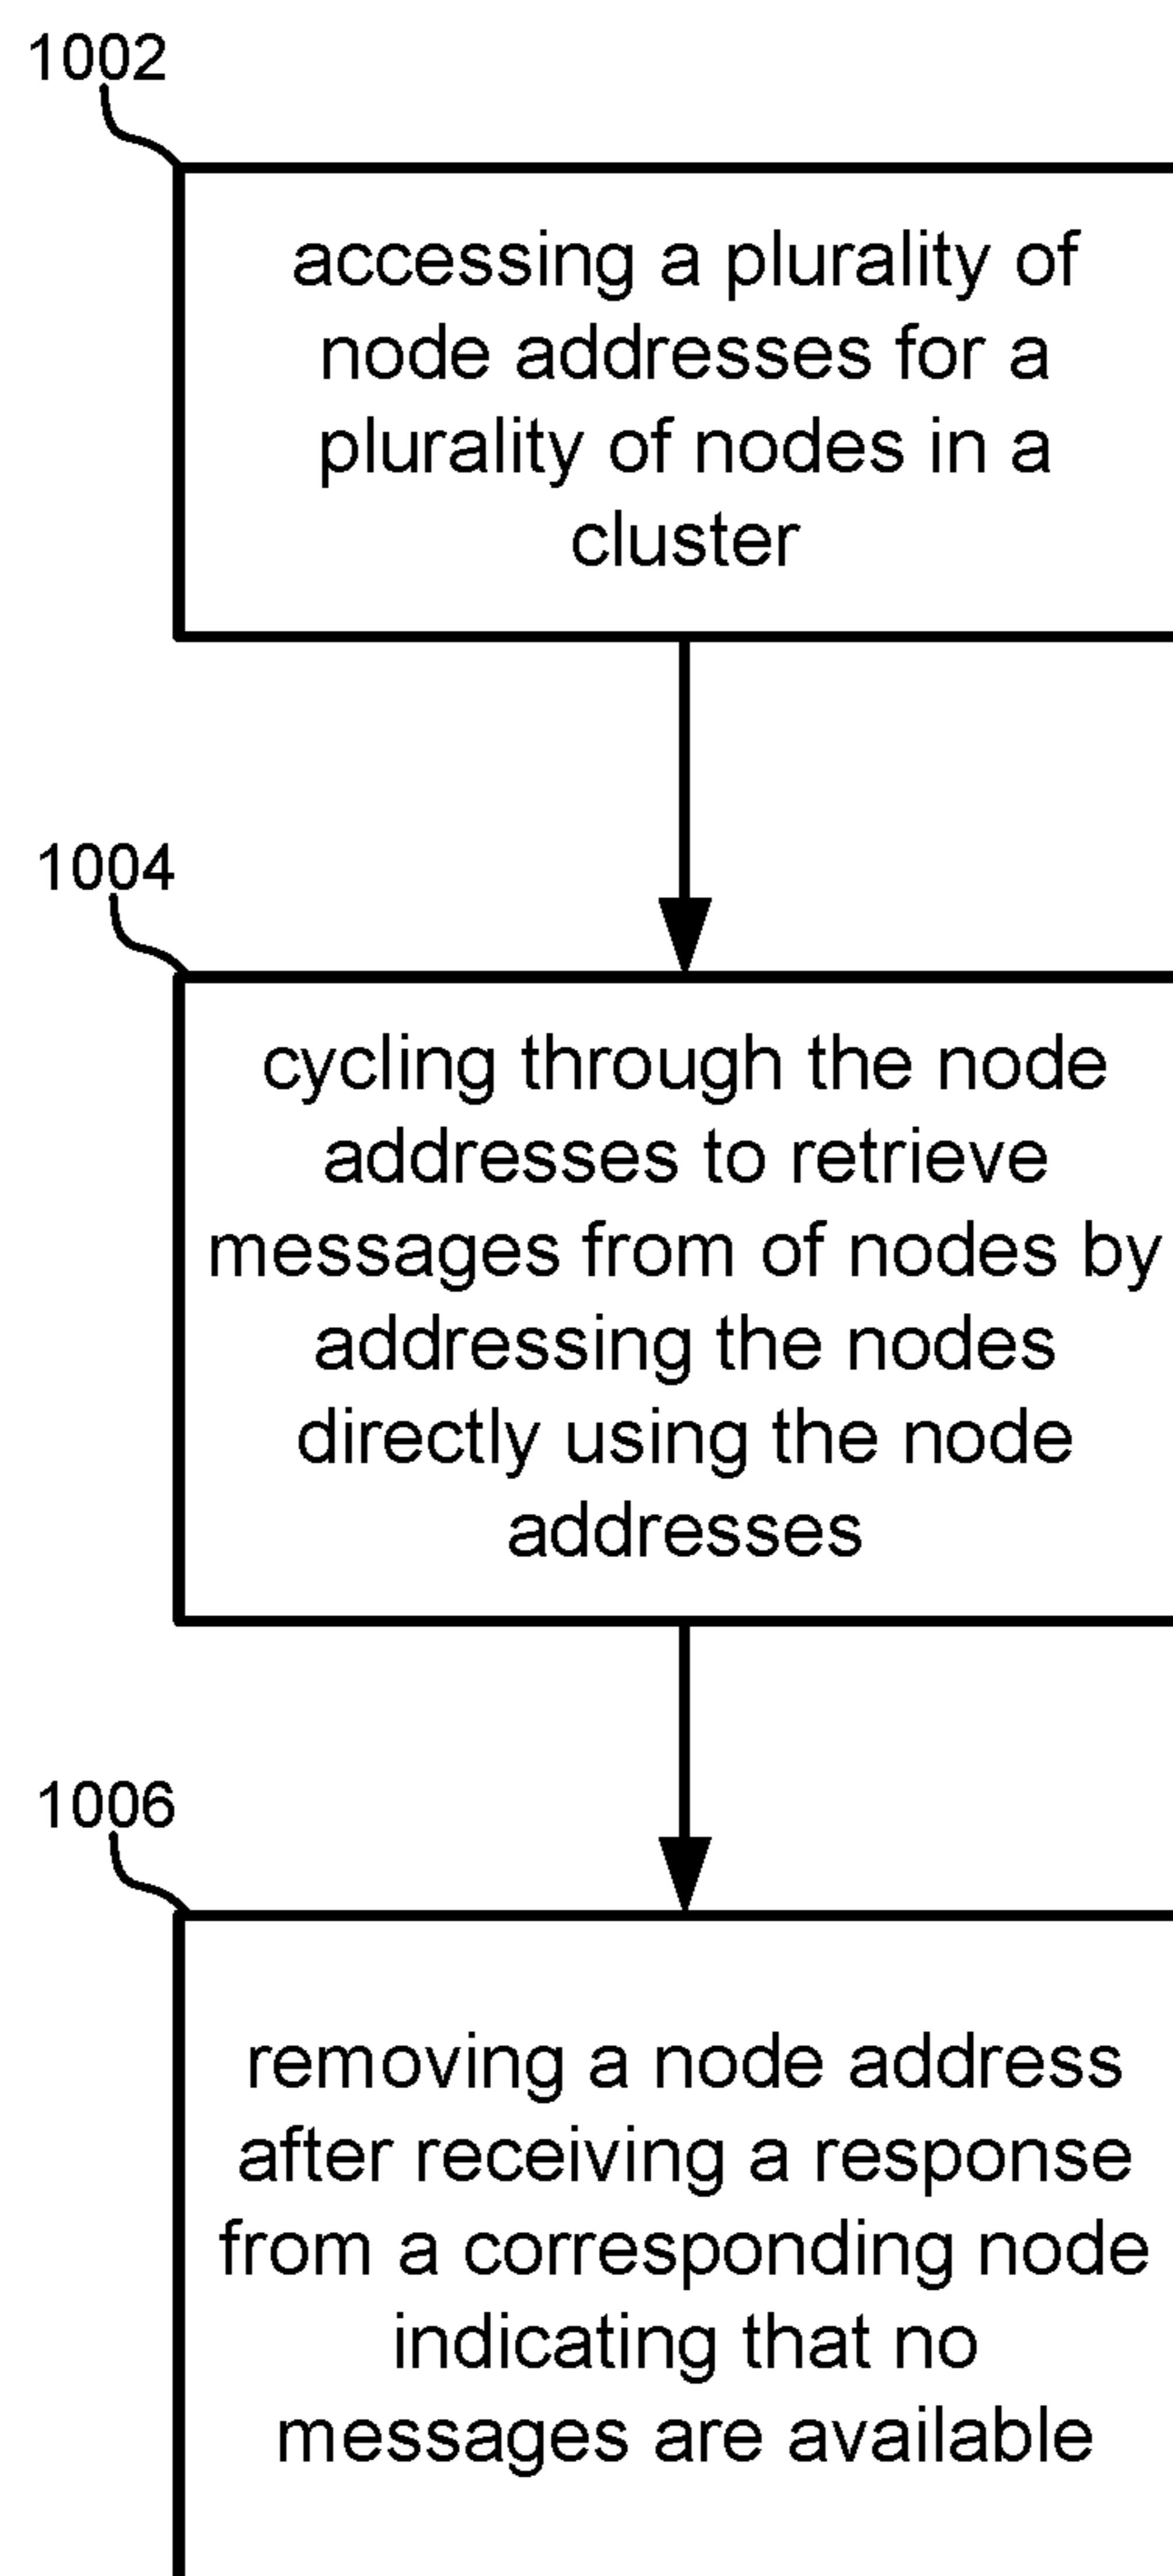 1002
accessing a plurality of
node addresses for a
plurality of nodes in a
cluster
1004
cycling through the node
addresses to retrieve
messages from of nodes by
addressing the nodes
directly using the node
addresses
1006
removing a node address
after receiving a response
from a corresponding node
indicating that no
messages are available